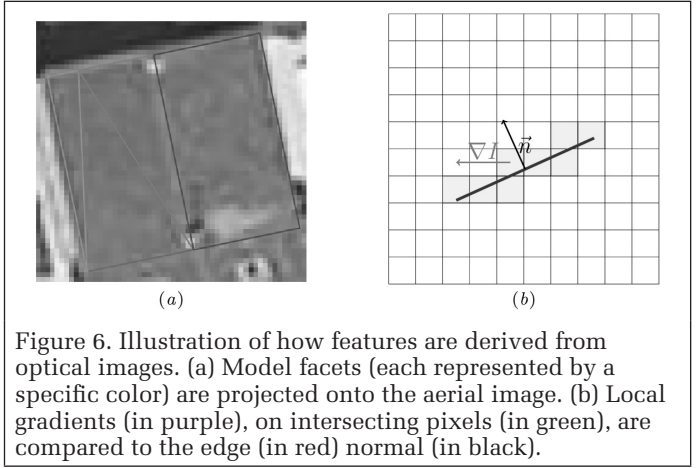 ∇I
n⃗
(a)
(b)
Figure 6. Illustration of how features are derived from
optical images. (a) Model facets (each represented by a
specific color) are projected onto the aerial image. (b) Local
gradients (in purple), on intersecting pixels (in green), are
compared to the edge (in red) normal (in black).